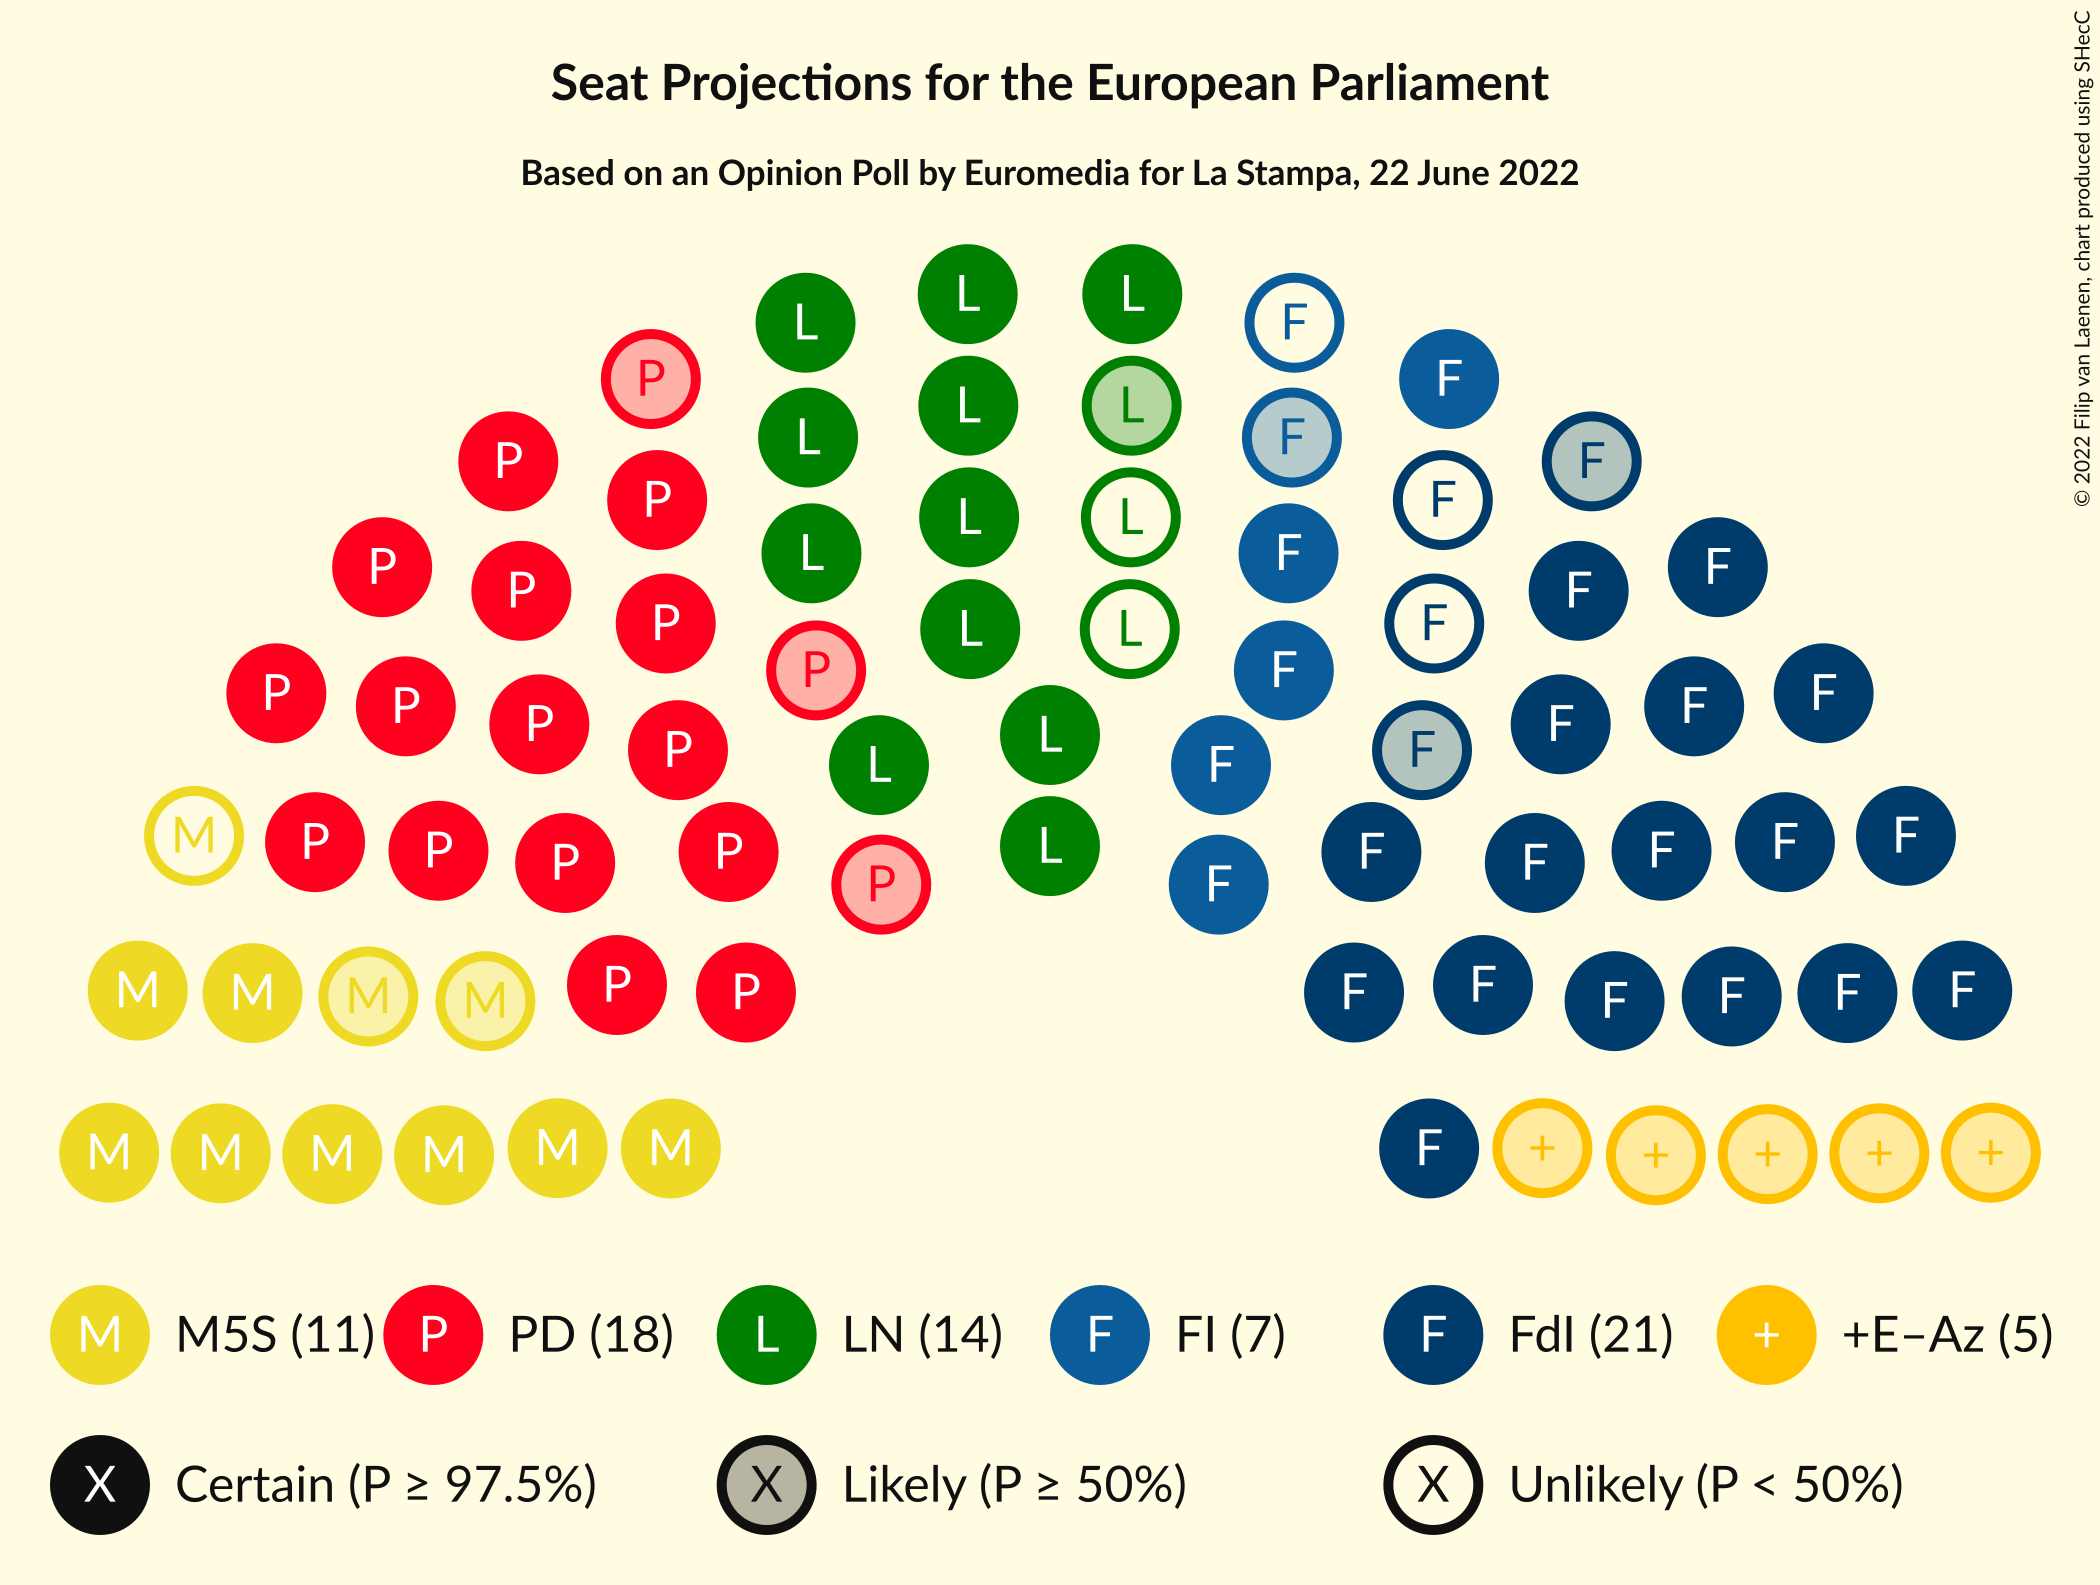 Seat Projections for the European Parliament
Based on an Opinion Poll by Euromedia for La Stampa, 22 June 2022
© 2022 Filip van Laenen, chart produced using SHecC
L L
L F
P F
L L
L F
P F
P F
L L
L F
P F
P F
P F
L L
P F
P F
P F
P F
P F
L
L F
P F
M F
P F
P F
P F
P F
L
P F
M F
M F
M F
M F
P F
P F
M M M M M M F + + + + +
M M5S (11) P PD (18) L LN (14) F FI (7) F FdI (21) + +E–Az (5)
X Certain (P ≥ 97.5%) X Likely (P ≥ 50%) X Unlikely (P < 50%)